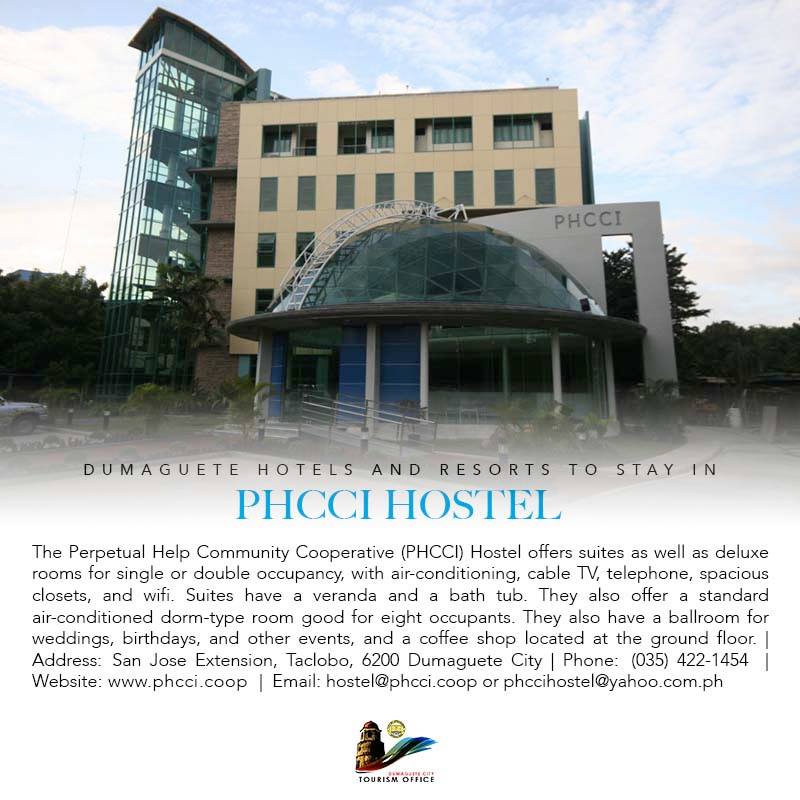 PHCCI
DUMAGUETE HOTELS AND RESORTS TO STAY IN
PHCCI HOSTEL
The Perpetual Help Community Cooperative (PHCCI) Hostel offers suites as well as deluxe
rooms for single or double occupancy, with air-conditioning, cable TV, telephone, spacious
closets, and wifi. Suites have a veranda and a bath tub. They also offer a standard
air-conditioned dorm-type room good for eight occupants. They also have a ballroom for
weddings, birthdays, and other events, and a coffee shop located at the ground floor. |
Address: San Jose Extension, Taclobo, 6200 Dumaguete City | Phone: (035) 422-1454 |
Website: www.phcci.coop | Email: hostel@phcci.coop or phccihostel@yahoo.com.ph
DUMAGUETE CITY
TOURISM OFFICE